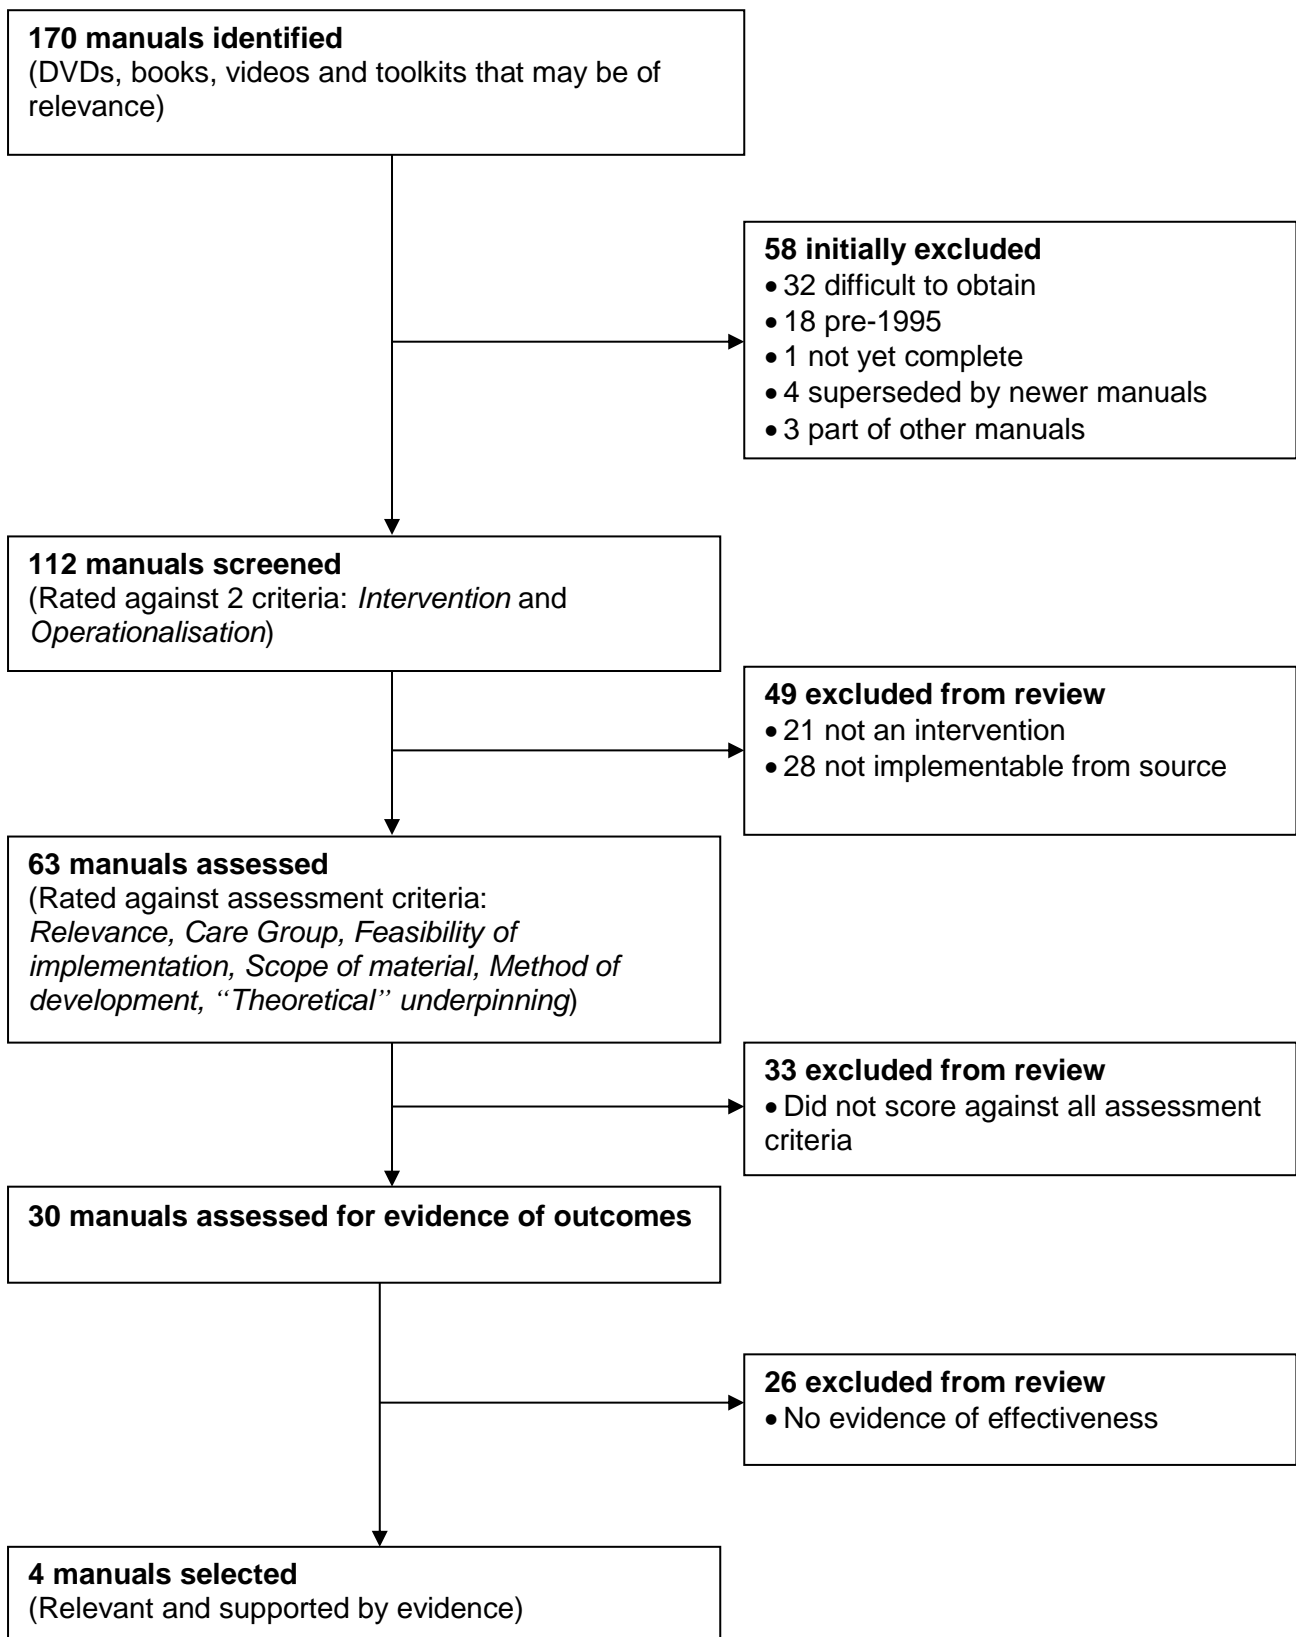 170 manuals identified
(DVDs, books, videos and toolkits that may be of
relevance)
58 initially excluded
• 32 difficult to obtain
• 18 pre-1995
• 1 not yet complete
• 4 superseded by newer manuals
• 3 part of other manuals
112 manuals screened
(Rated against 2 criteria: Intervention and
Operationalisation)
49 excluded from review
• 21 not an intervention
• 28 not implementable from source
63 manuals assessed
(Rated against assessment criteria:
Relevance, Care Group, Feasibility of
implementation, Scope of material, Method of
development, “Theoretical” underpinning)
33 excluded from review
• Did not score against all assessment
criteria
30 manuals assessed for evidence of outcomes
26 excluded from review
• No evidence of effectiveness
4 manuals selected
(Relevant and supported by evidence)